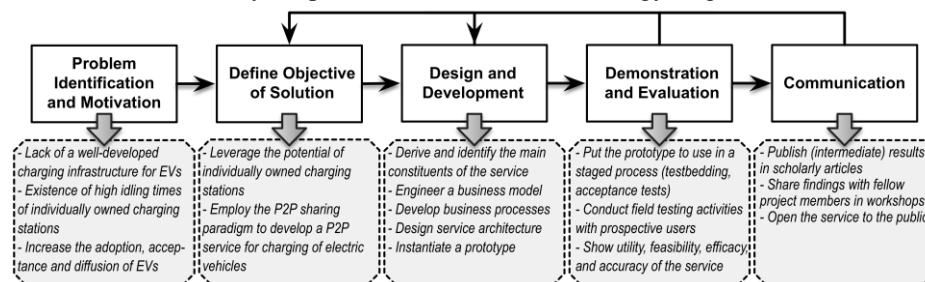 Problem
Identification
and Motivation
Define Objective
of Solution
Design and
Development
Demonstration
and Evaluation
Communication
- Lack of a well-developed
charging infrastructure for EVs
- Existence of high idling times
of individually owned charging
stations
- Increase the adoption, accep-
tance and diffusion of EVs
- Leverage the potential of
individually owned charging
stations
- Employ the P2P sharing
paradigm to develop a P2P
service for charging of electric
vehicles
- Derive and identify the main
constituents of the service
- Engineer a business model
- Develop business processes
- Design service architecture
- Instantiate a prototype
- Put the prototype to use in a
staged process (testbedding,
acceptance tests)
- Conduct field testing activities
with prospective users
- Show utility, feasibility, efficacy,
and accuracy of the service
- Publish (intermediate) results
in scholarly articles
- Share findings with fellow
project members in workshops
- Open the service to the public